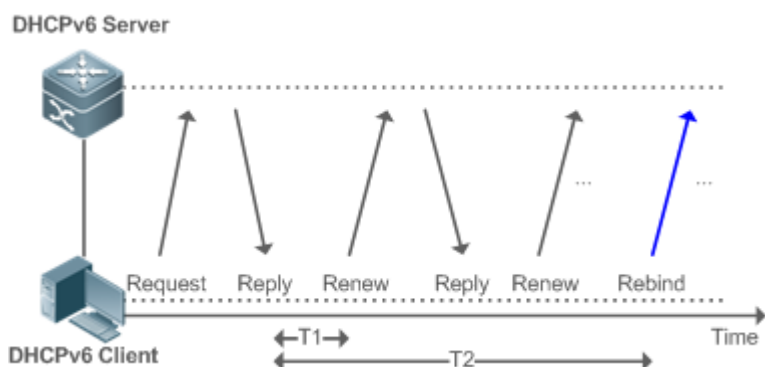 DHCPv6 Server
... ...
Request Reply Renew Reply Renew Rebind
T1 Time
DHCPv6 Client
T2